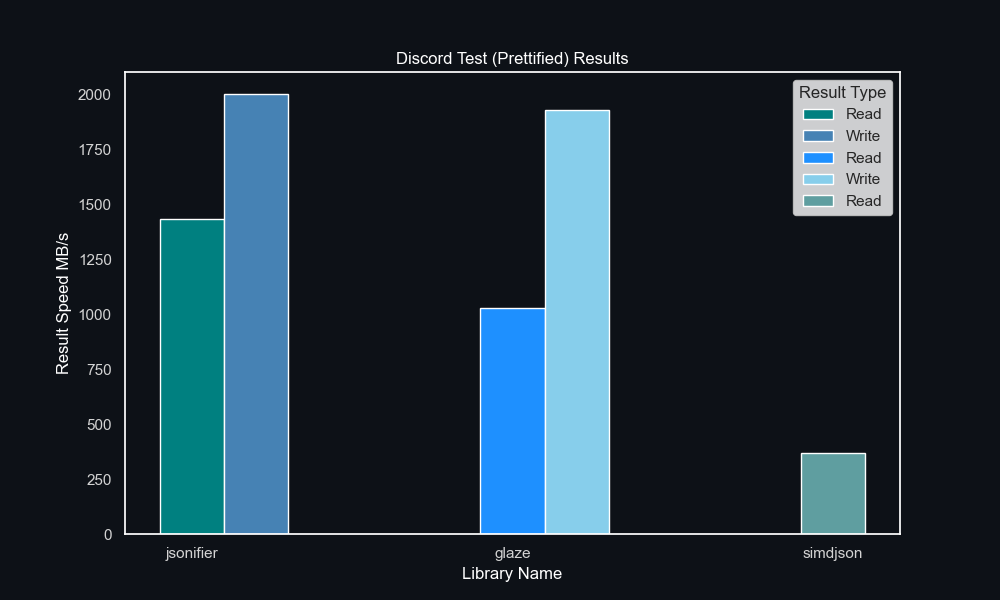 Discord Test (Prettified) Results
Result Type
Read
Write
Read
Write
Read
Result Speed MB/s
2000
1750
1500
1250
1000
750
500
250
0
jsonifier
glaze
simdjson
Library Name